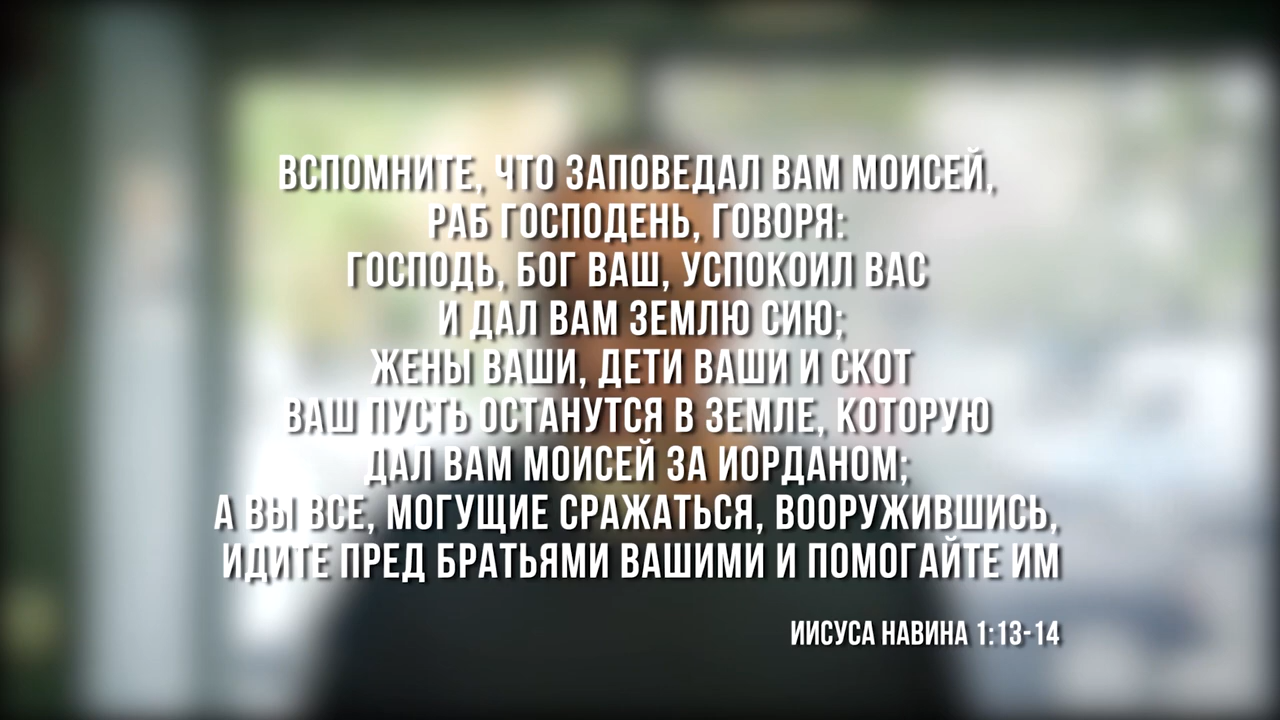 ВСПОМНИТЕ, ЧТО ЗАПОВЕДАЛ ВАМ МОИСЕЙ,
РАБ ГОСПОДЕНЬ, ГОВОРЯ:
ГОСПОДЬ, БОГ ВАШ, УСПОКОИЛ ВАС
И ДАЛ ВАМ ЗЕМЛЮ СИЮ;
ЖЕНЫ ВАШИ, ДЕТИ ВАШИ И СКОТ
ВАШ ПУСТЬ ОСТАНУТСЯ В ЗЕМЛЕ, КОТОРУЮ
ДАЛ ВАМ МОИСЕЙ ЗА ИОРДАНОМ;
А ВЫ ВСЕ, МОГУЩИЕ СРАЖАТЬСЯ, ВООРУЖИВШИСЬ,
ИДИТЕ ПРЕД БРАТЬЯМИ ВАШИМИ И ПОМОГАЙТЕ ИМ
ИИСУСА НАВИНА 1:13-14